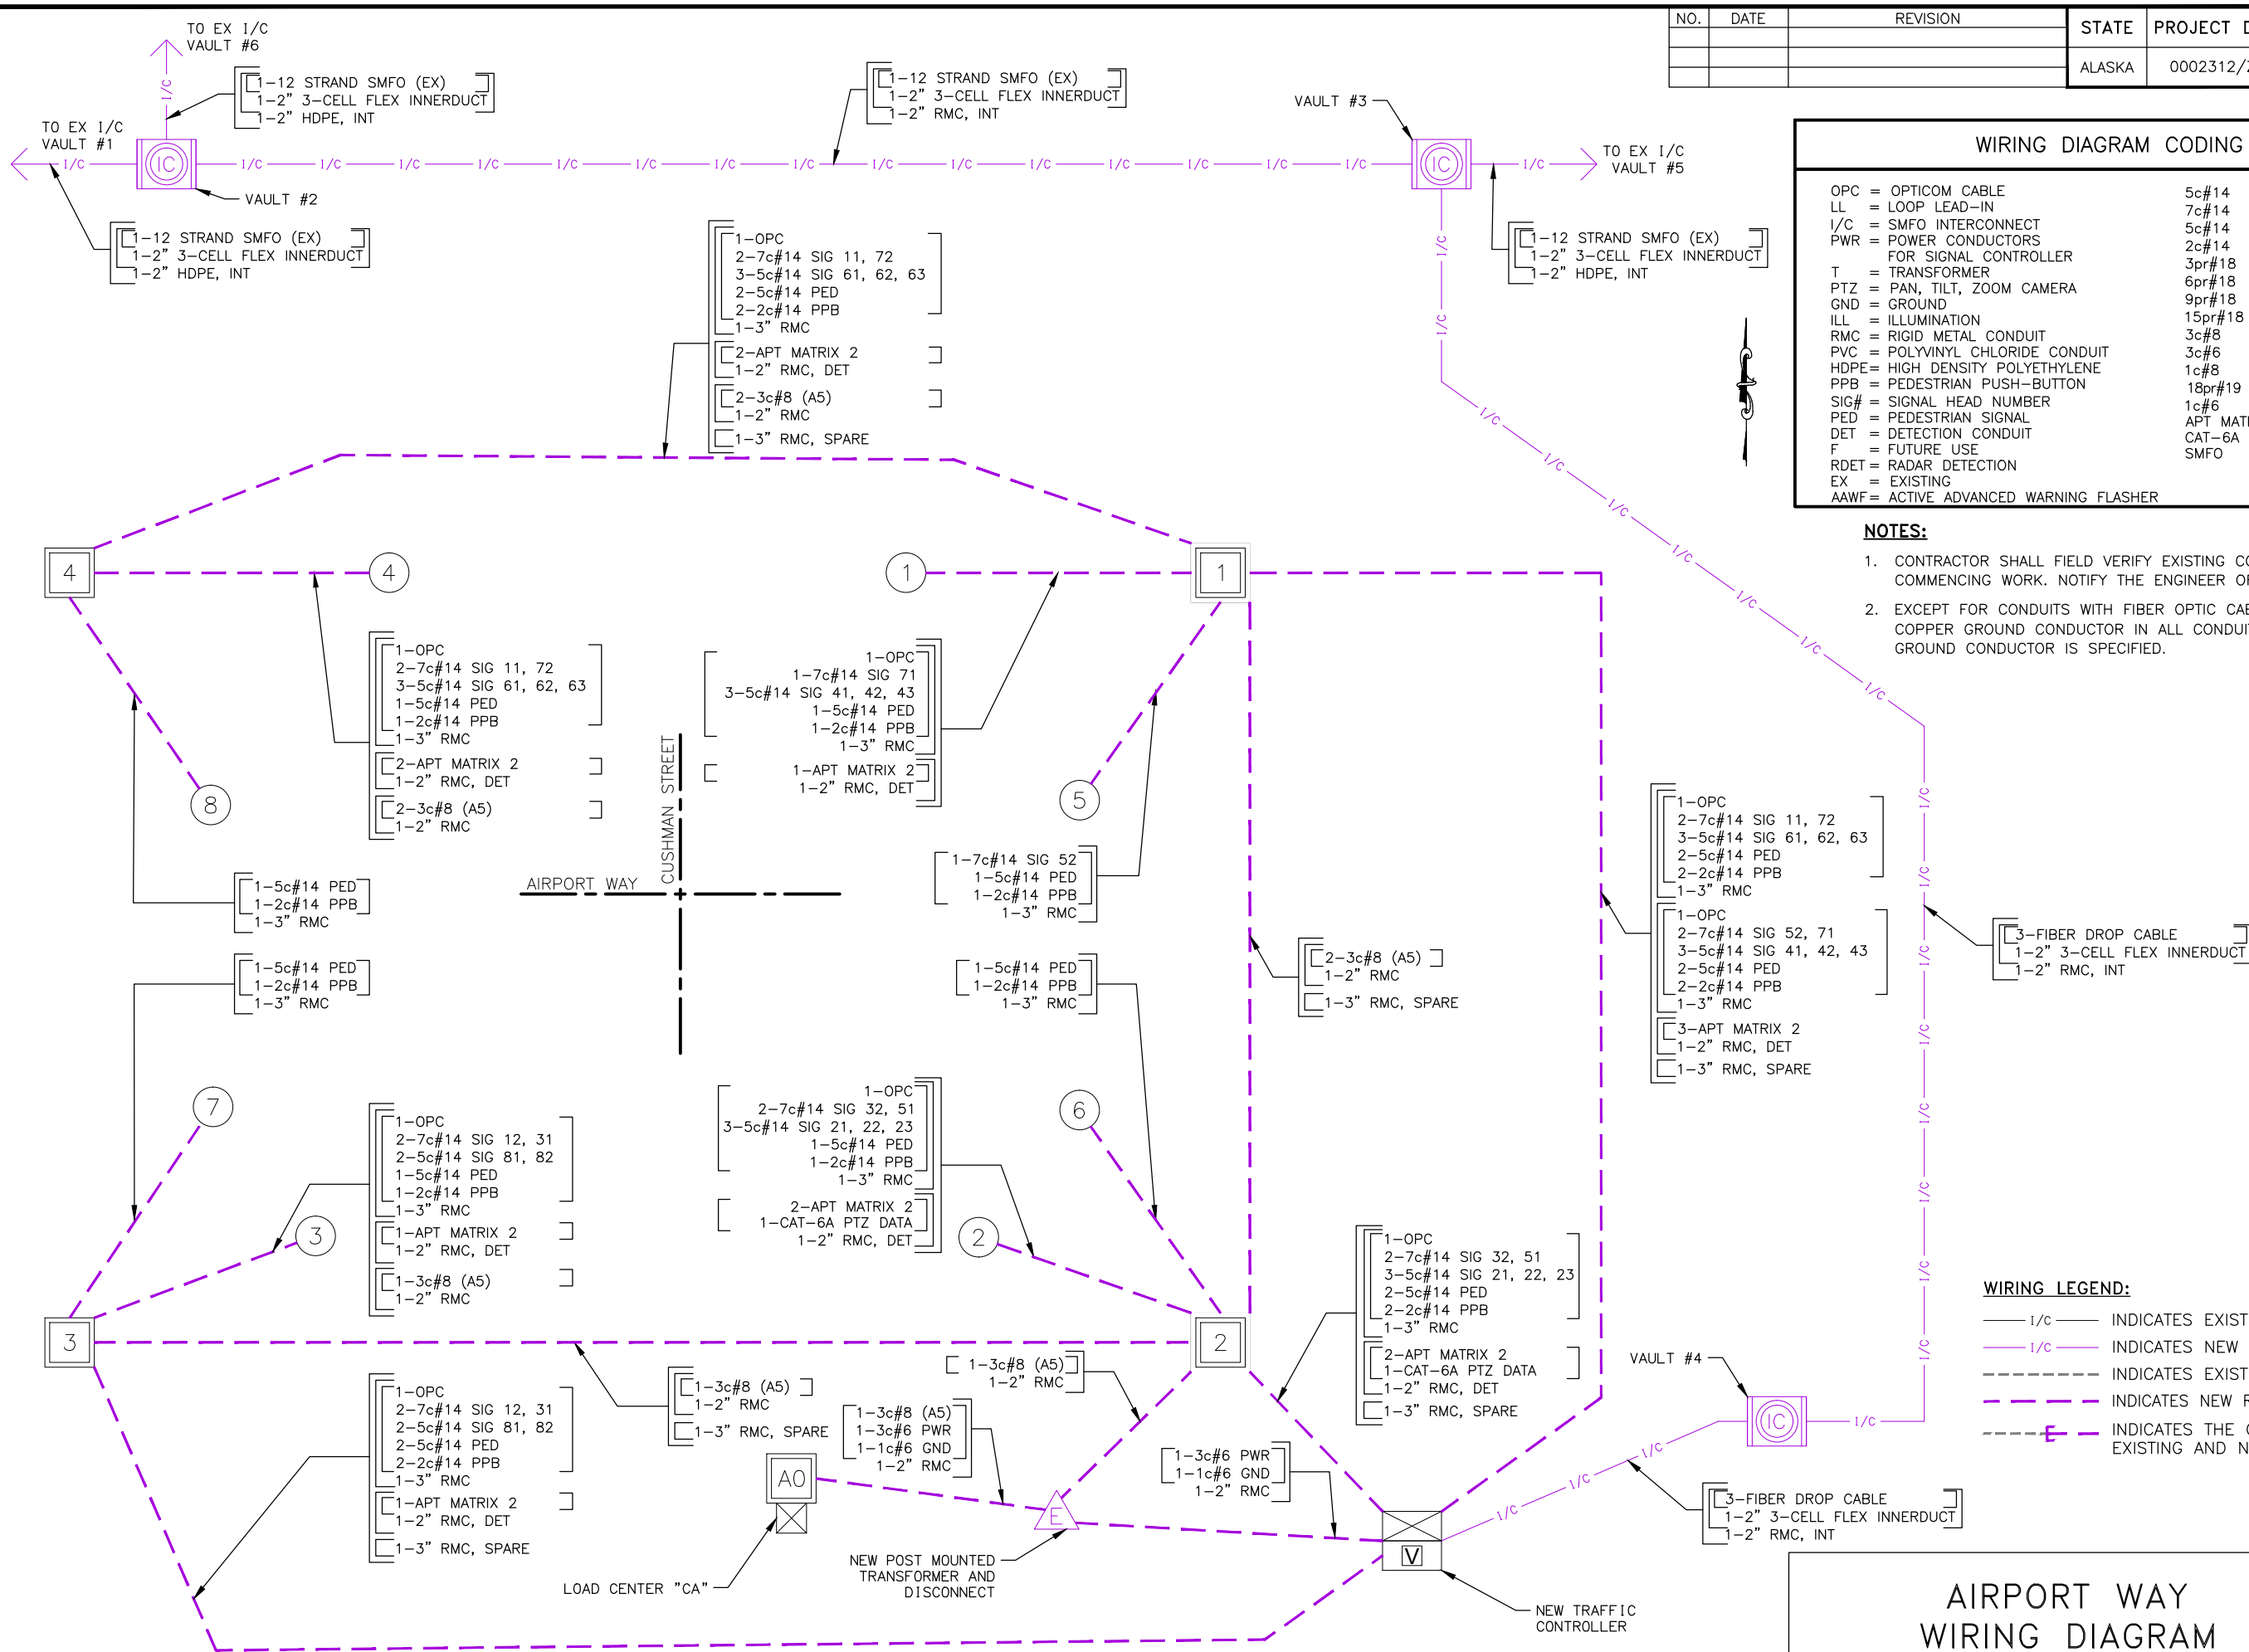 NO. DATE REVISION
STATE PROJECT D
ALASKA 0002312/Z
TO EX I/C
VAULT #6
1-12 STRAND SMFO (EX)
1-2" 3-CELL FLEX INNERDUCT
1-2" HDPE, INT
1-12 STRAND SMFO (EX)
1-2" 3-CELL FLEX INNERDUCT
1-2" RMC, INT
VAULT #3
TO EX I/C
VAULT #1
I/C
I/C
IC
I/C I/C I/C I/C I/C I/C I/C I/C I/C I/C I/C I/C I/C I/C I/C
IC
I/C
TO EX I/C
VAULT #5
VAULT #2
1-12 STRAND SMFO (EX)
1-2" 3-CELL FLEX INNERDUCT
1-2" HDPE, INT
1-12 STRAND SMFO (EX)
1-2" 3-CELL FLEX INNERDUCT
1-2" HDPE, INT
WIRING DIAGRAM CODING
OPC = OPTICOM CABLE
LL = LOOP LEAD-IN
I/C = SMFO INTERCONNECT
PWR = POWER CONDUCTORS
FOR SIGNAL CONTROLLER
T = TRANSFORMER
PTZ = PAN, TILT, ZOOM CAMERA
GND = GROUND
ILL = ILLUMINATION
RMC = RIGID METAL CONDUIT
PVC = POLYVINYL CHLORIDE CONDUIT
HDPE= HIGH DENSITY POLYETHYLENE
PPB = PEDESTRIAN PUSH-BUTTON
SIG# = SIGNAL HEAD NUMBER
PED = PEDESTRIAN SIGNAL
DET = DETECTION CONDUIT
F = FUTURE USE
RDET = RADAR DETECTION
EX = EXISTING
AAWF= ACTIVE ADVANCED WARNING FLASHER
5c#14
7c#14
5c#14
2c#14
3pr#18
6pr#18
9pr#18
15pr#18
3c#8
3c#6
1c#8
18pr#19
1c#6
APT MAT
CAT-6A
SMFO
1-OPC
2-7c#14 SIG 11, 72
3-5c#14 SIG 61, 62, 63
2-5c#14 PED
2-2c#14 PPB
1-3" RMC
2-APT MATRIX 2
1-2" RMC, DET
2-3c#8 (A5)
1-2" RMC
1-3" RMC, SPARE
I/C
I/C
I/C
I/C
I/C
I/C
I/C
I/C
I/C
NOTES:
1. CONTRACTOR SHALL FIELD VERIFY EXISTING CO
COMMENCING WORK. NOTIFY THE ENGINEER OF
2. EXCEPT FOR CONDUITS WITH FIBER OPTIC CAB
COPPER GROUND CONDUCTOR IN ALL CONDUIT
GROUND CONDUCTOR IS SPECIFIED.
4
4
1
1
1-OPC
2-7c#14 SIG 11, 72
3-5c#14 SIG 61, 62, 63
1-5c#14 PED
1-2c#14 PPB
1-3" RMC
2-APT MATRIX 2
1-2" RMC, DET
2-3c#8 (A5)
1-2" RMC
1-OPC
1-7c#14 SIG 71
3-5c#14 SIG 41, 42, 43
1-5c#14 PED
1-2c#14 PPB
1-3" RMC
1-APT MATRIX 2
1-2" RMC, DET
8
5
CUSHMAN STREET
AIRPORT WAY
1-7c#14 SIG 52
1-5c#14 PED
1-2c#14 PPB
1-3" RMC
1-5c#14 PED
1-2c#14 PPB
1-3" RMC
1-5c#14 PED
1-2c#14 PPB
1-3" RMC
1-5c#14 PED
1-2c#14 PPB
1-3" RMC
2-3c#8 (A5)
1-2" RMC
1-3" RMC, SPARE
1-OPC
2-7c#14 SIG 11, 72
3-5c#14 SIG 61, 62, 63
2-5c#14 PED
2-2c#14 PPB
1-3" RMC
1-OPC
2-7c#14 SIG 52, 71
3-5c#14 SIG 41, 42, 43
2-5c#14 PED
2-2c#14 PPB
1-3" RMC
3-APT MATRIX 2
1-2" RMC, DET
1-3" RMC, SPARE
I/C
I/C
I/C
I/C
I/C
I/C
I/C
I/C
3-FIBER DROP CABLE
1-2" 3-CELL FLEX INNERDUCT
1-2" RMC, INT
7
3
6
2
1-OPC
2-7c#14 SIG 12, 31
2-5c#14 SIG 81, 82
1-5c#14 PED
1-2c#14 PPB
1-3" RMC
1-APT MATRIX 2
1-2" RMC, DET
1-3c#8 (A5)
1-2" RMC
1-OPC
2-7c#14 SIG 32, 51
3-5c#14 SIG 21, 22, 23
1-5c#14 PED
1-2c#14 PPB
1-3" RMC
2-APT MATRIX 2
1-CAT-6A PTZ DATA
1-2" RMC, DET
1-OPC
2-7c#14 SIG 32, 51
3-5c#14 SIG 21, 22, 23
2-5c#14 PED
2-2c#14 PPB
1-3" RMC
2-APT MATRIX 2
1-CAT-6A PTZ DATA
1-2" RMC, DET
1-3" RMC, SPARE
WIRING LEGEND:
I/C INDICATES EXIST
I/C INDICATES NEW
INDICATES EXIST
INDICATES NEW R
E INDICATES THE C
EXISTING AND N
3
2
1-OPC
2-7c#14 SIG 12, 31
2-5c#14 SIG 81, 82
2-5c#14 PED
2-2c#14 PPB
1-3" RMC
1-APT MATRIX 2
1-2" RMC, DET
1-3" RMC, SPARE
1-3c#8 (A5)
1-2" RMC
1-3" RMC, SPARE
1-3c#8 (A5)
1-2" RMC
1-3c#8 (A5)
1-3c#6 PWR
1-1c#6 GND
1-2" RMC
1-3c#6 PWR
1-1c#6 GND
1-2" RMC
VAULT #4
IC
I/C
I/C
I/C
I/C
A0
E
V
LOAD CENTER "CA"
NEW POST MOUNTED
TRANSFORMER AND
DISCONNECT
3-FIBER DROP CABLE
1-2" 3-CELL FLEX INNERDUCT
1-2" RMC, INT
NEW TRAFFIC
CONTROLLER
AIRPORT WAY
WIRING DIAGRAM